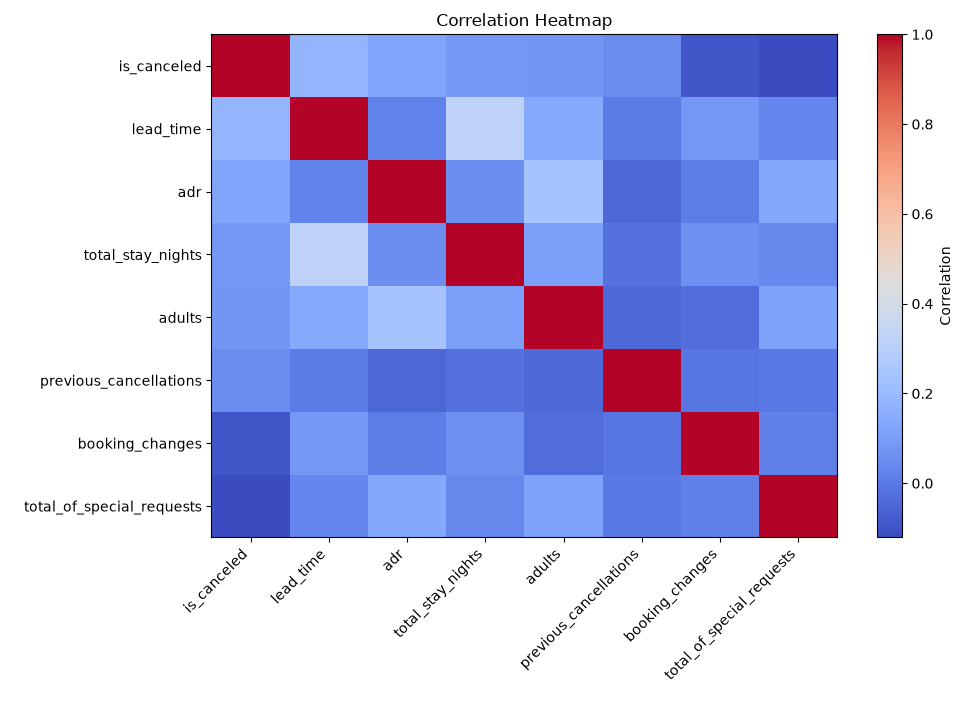 Correlation Heatmap
is_canceled
lead_time
adr
total_stay_nights
adults
previous_cancellations
booking_changes
total_of_special_requests
is_canceled
lead_time
adr
total_stay_nights
adults
previous_cancellations
booking_changes
total_of_special_requests
1.0
0.8
0.6
0.4
0.2
0.0
Correlation